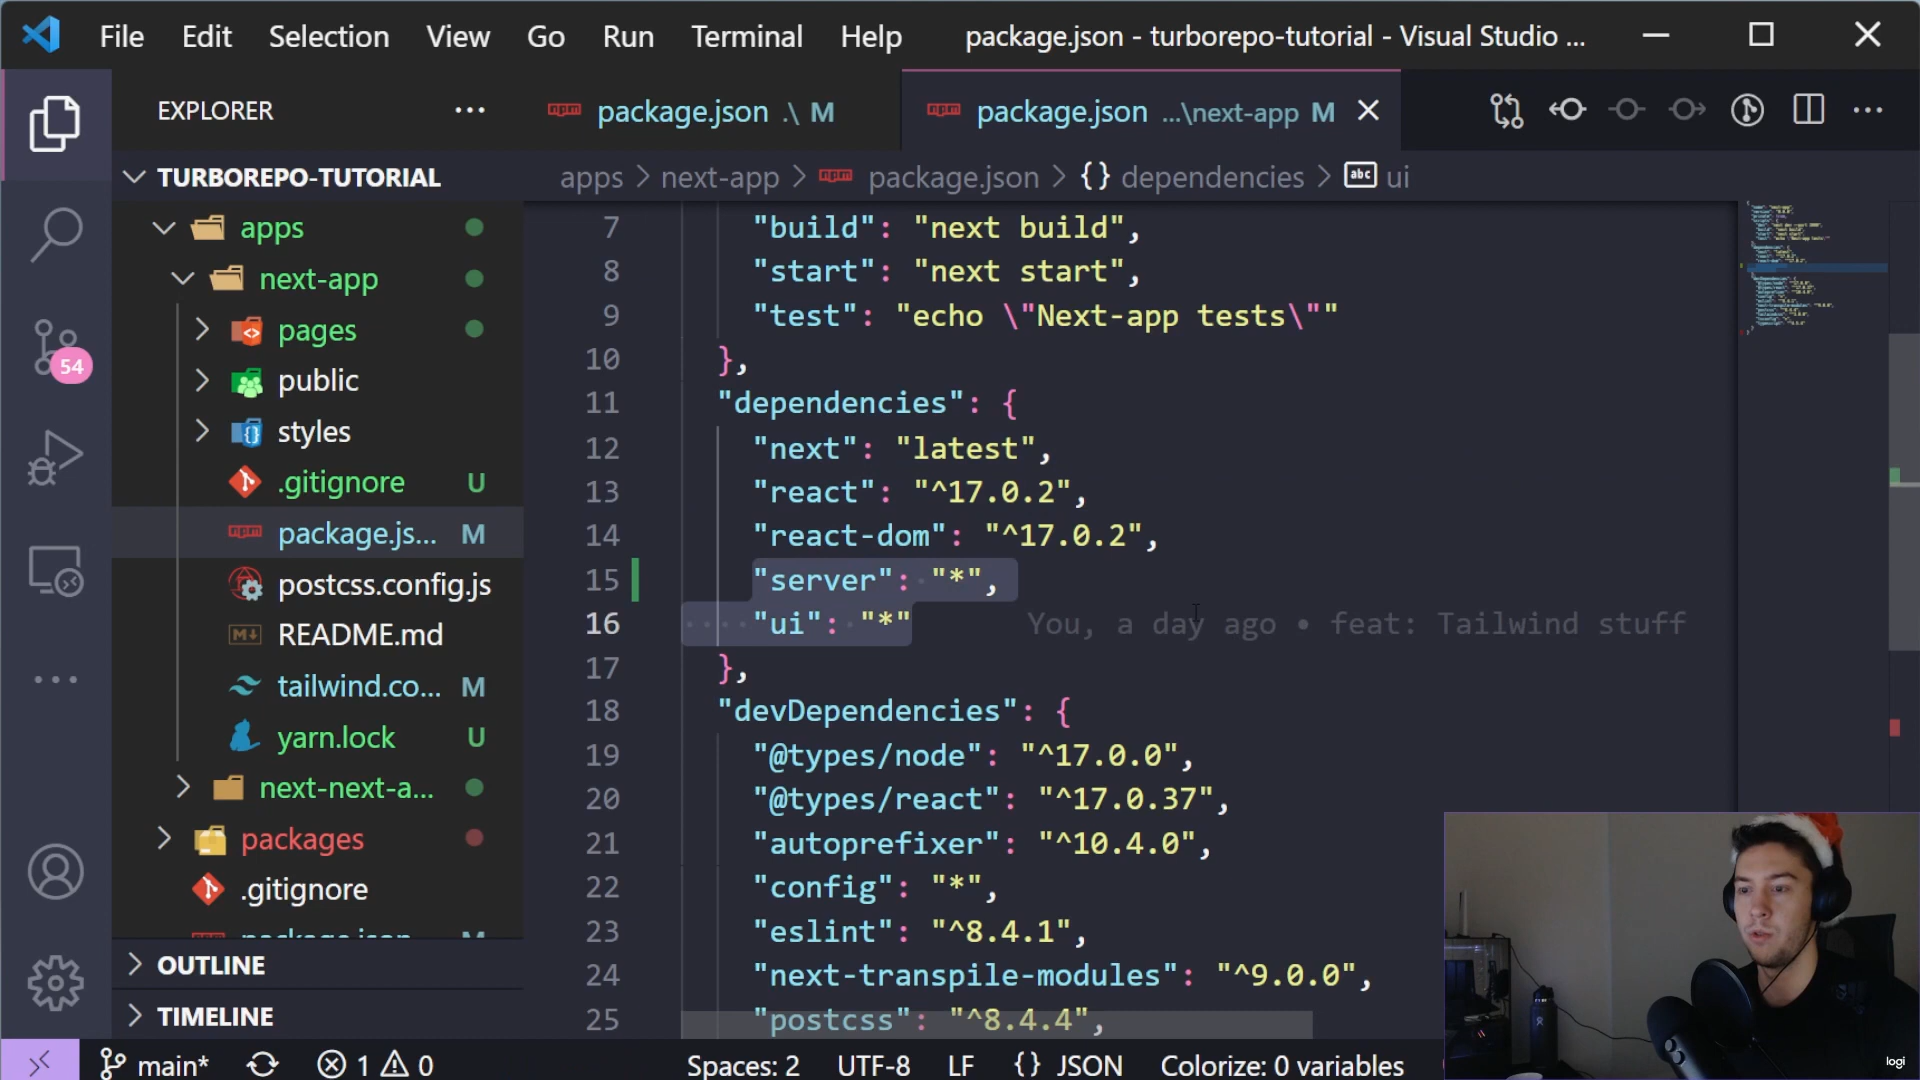 File Edit Selection View Go Run Terminal Help package.json - turborepo-tutorial - Visual Studio ...
EXPLORER
package.json .\ M
package.json ...\next-app M
TURBOREPO-TUTORIAL
apps > next-app > package.json > {} dependencies > abc ui
apps
next-app
pages
public
styles
.gitignore U
package.js... M
postcss.config.js
README.md
tailwind.co... M
yarn.lock U
next-next-a...
packages
.gitignore
OUTLINE
TIMELINE
54
7 "build": "next build",
8 "start": "next start",
9 "test": "echo \"Next-app tests\""
10 },
11 "dependencies": {
12 "next": "latest",
13 "react": "^17.0.2",
14 "react-dom": "^17.0.2",
15 "server": "*",
16 "ui": "*" You, a day ago • feat: Tailwind stuff
17 },
18 "devDependencies": {
19 "@types/node": "^17.0.0",
20 "@types/react": "^17.0.37",
21 "autoprefixer": "^10.4.0",
22 "config": "*",
23 "eslint": "^8.4.1",
24 "next-transpile-modules": "^9.0.0",
25 "postcss": "^8.4.4",
main* 1 0 Spaces: 2 UTF-8 LF {} JSON Colorize: 0 variables
logi